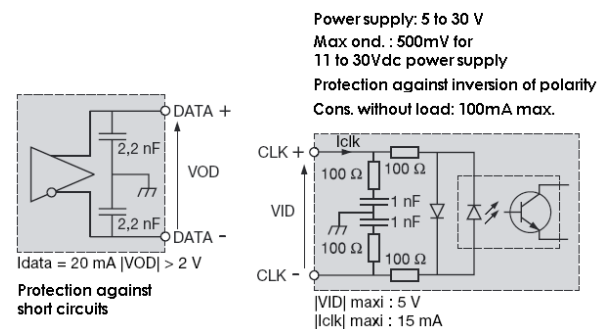 Power supply: 5 to 30 V
Max ond. : 500mV for
11 to 30Vdc power supply
Protection against inversion of polarity
Cons. without load: 100mA max.
DATA +
2,2 nF
VOD
2,2 nF
DATA -
Idata = 20 mA |VOD| > 2 V
Protection against
short circuits
CLK +
Iclk
100 Ω
100 Ω
1 nF
VID
1 nF
100 Ω
100 Ω
CLK -
|VID| maxi : 5 V
|Iclk| maxi : 15 mA